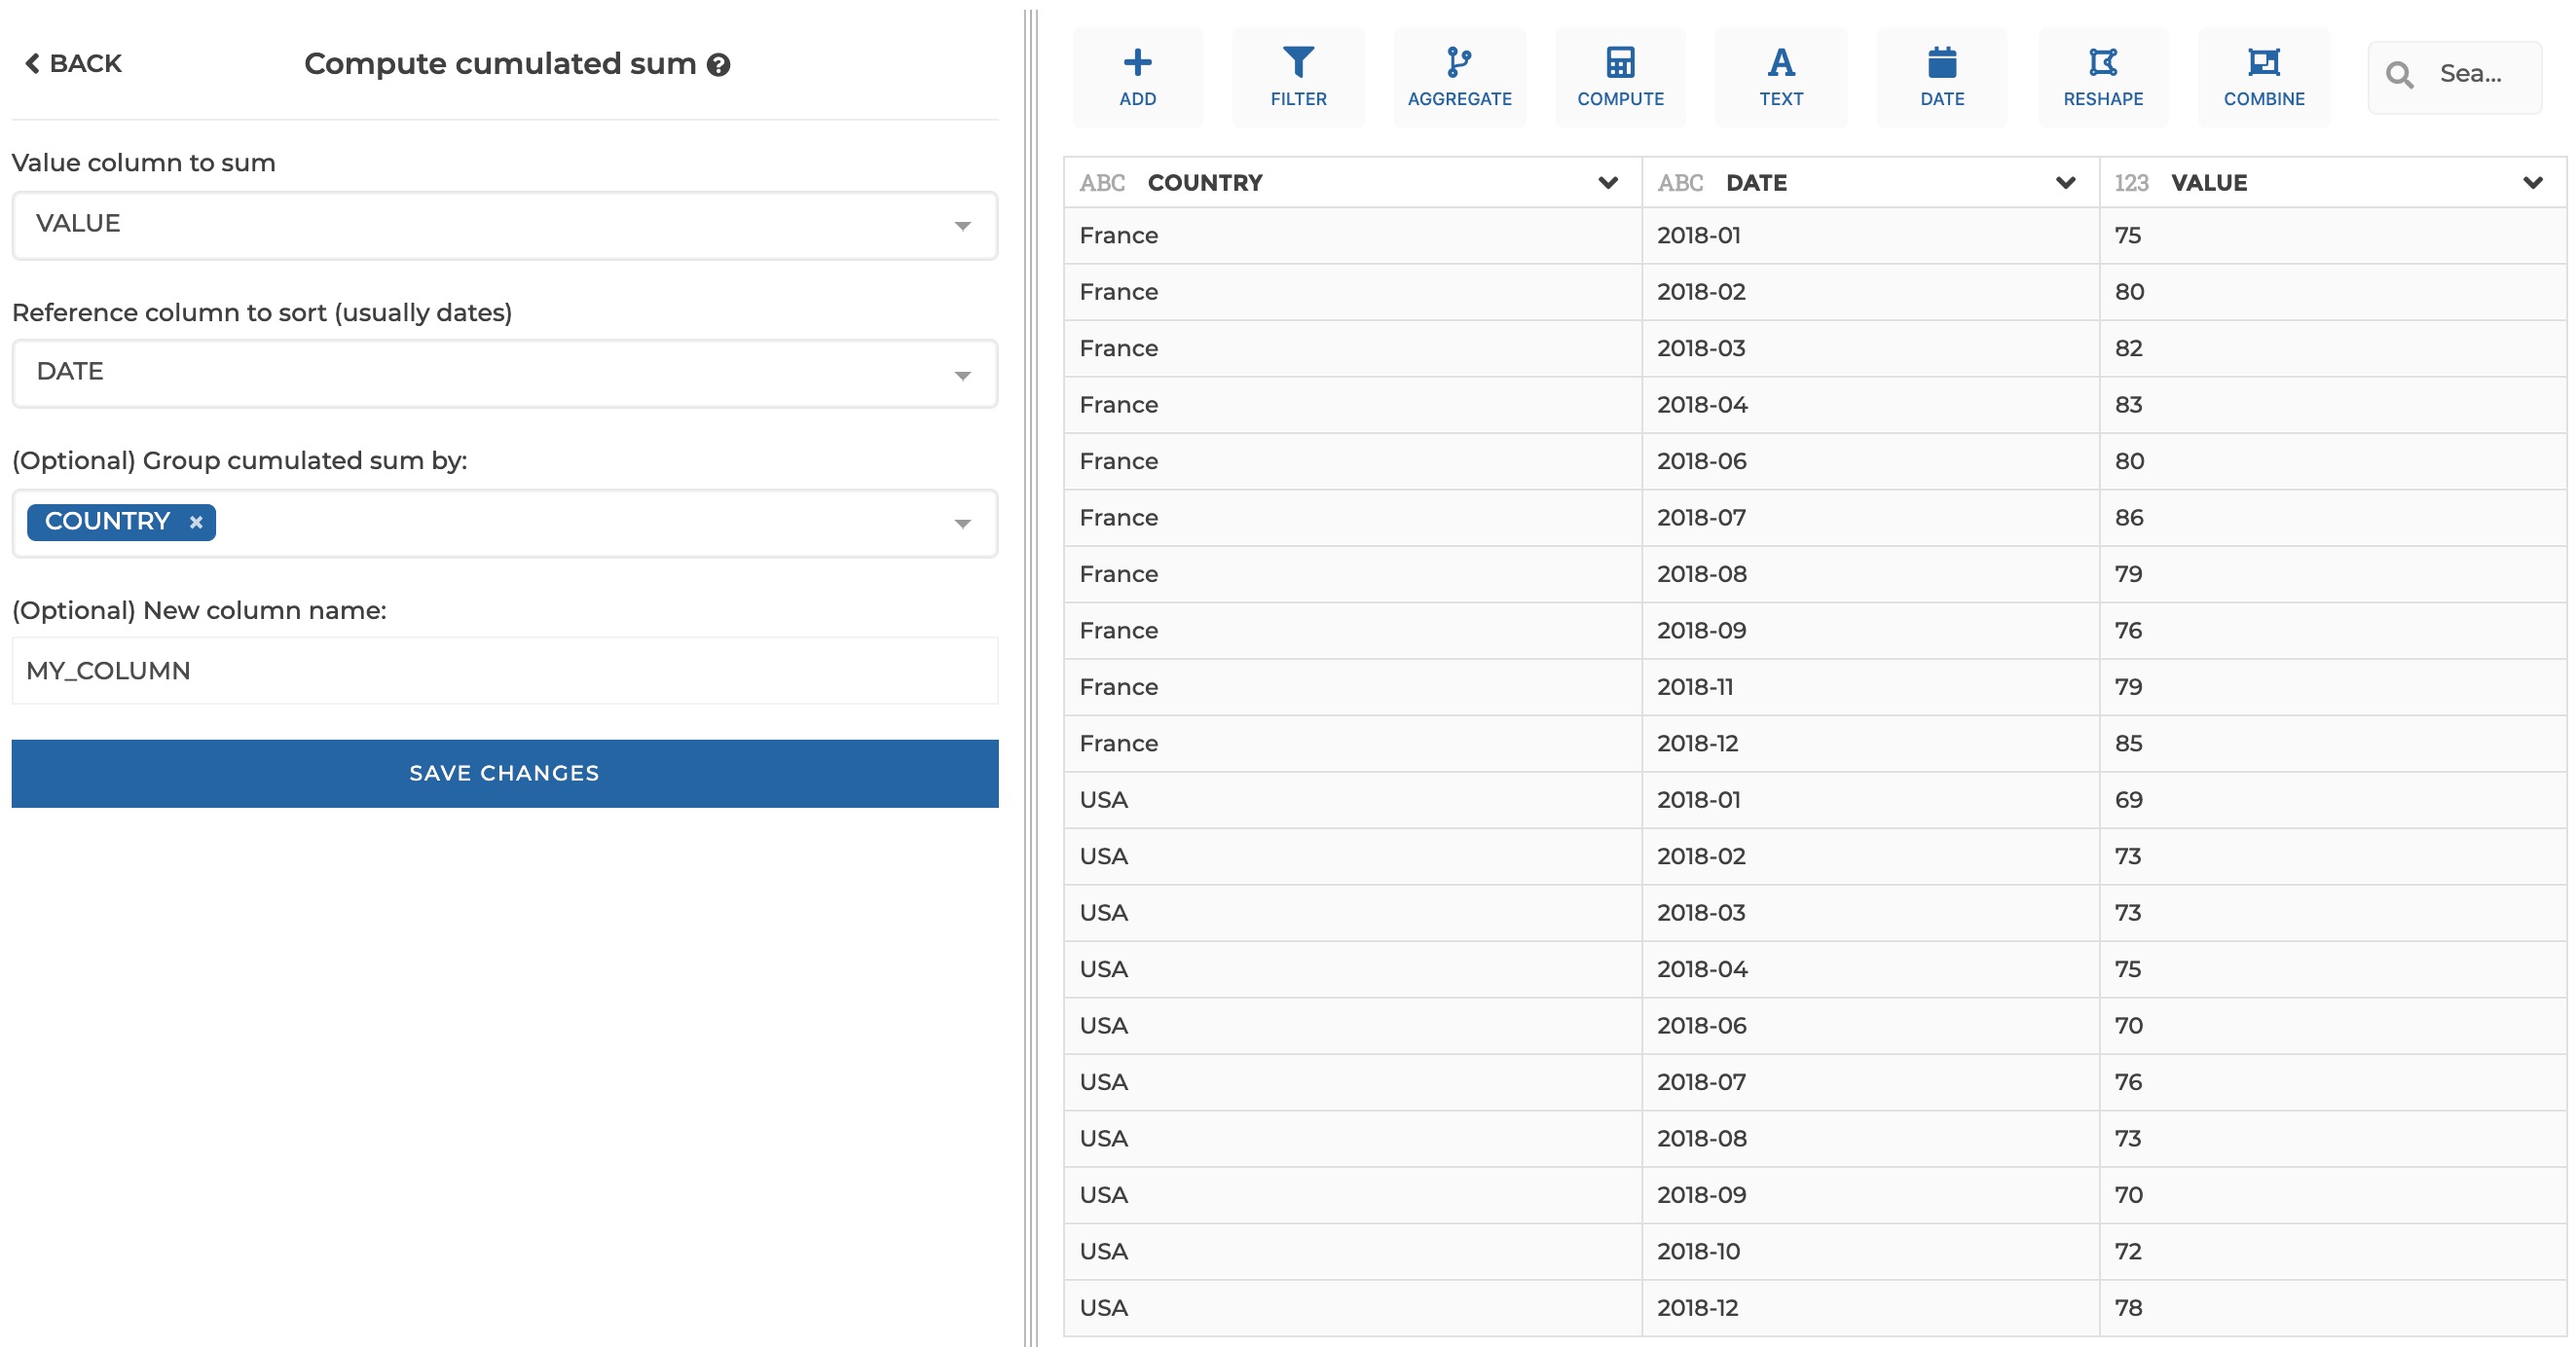 BACK
Compute cumulated sum ?
Value column to sum
VALUE
Reference column to sort (usually dates)
DATE
(Optional) Group cumulated sum by:
COUNTRY ×
(Optional) New column name:
MY_COLUMN
SAVE CHANGES
ADD FILTER AGGREGATE COMPUTE TEXT DATE RESHAPE COMBINE Sea...
ABC COUNTRY ABC DATE 123 VALUE
France 2018-01 75
France 2018-02 80
France 2018-03 82
France 2018-04 83
France 2018-06 80
France 2018-07 86
France 2018-08 79
France 2018-09 76
France 2018-11 79
France 2018-12 85
USA 2018-01 69
USA 2018-02 73
USA 2018-03 73
USA 2018-04 75
USA 2018-06 70
USA 2018-07 76
USA 2018-08 73
USA 2018-09 70
USA 2018-10 72
USA 2018-12 78